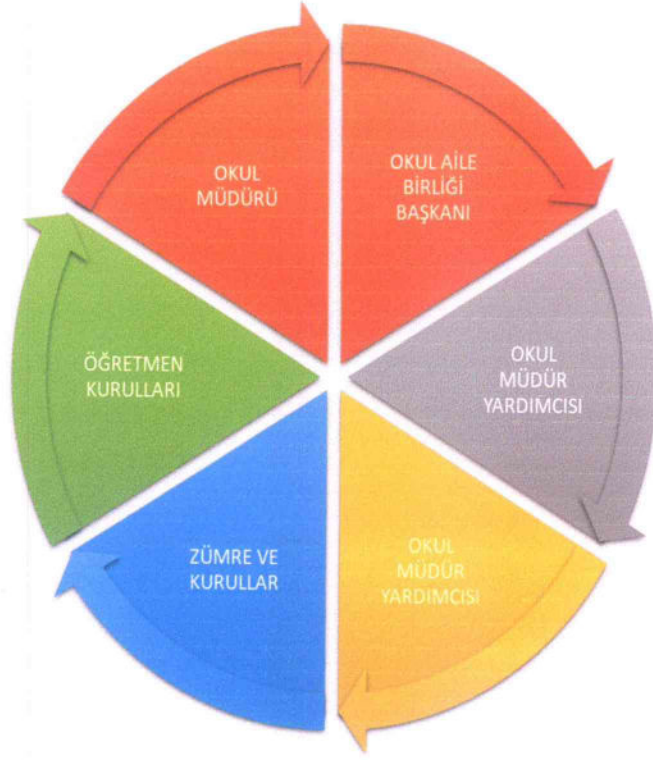 OKUL
MÜDÜRÜ
OKUL AİLE
BİRLİĞİ
BAŞKANI
OKUL
MÜDÜR
YARDIMCISI
OKUL
MÜDÜR
YARDIMCISI
ZÜMRE VE
KURULLAR
ÖĞRETMEN
KURULLARI